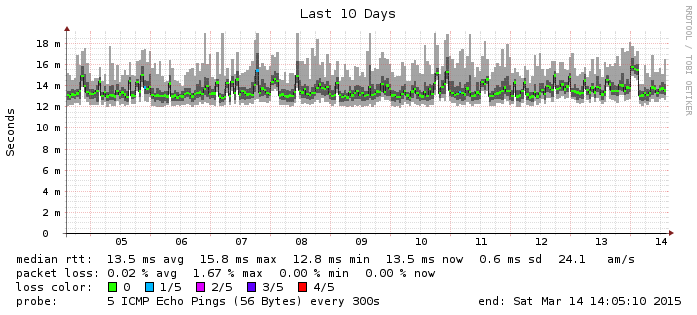 Last 10 Days
RRDTOOL / TOBI OETIKER
Seconds
18 m
16 m
14 m
12 m
10 m
8 m
6 m
4 m
2 m
0
05 06 07 08 09 10 11 12 13 14
median rtt: 13.5 ms avg 15.8 ms max 12.8 ms min 13.5 ms now 0.6 ms sd 24.1 am/s
packet loss: 0.02 % avg 1.67 % max 0.00 % min 0.00 % now
loss color: 0 1/5 2/5 3/5 4/5
probe: 5 ICMP Echo Pings (56 Bytes) every 300s end: Sat Mar 14 14:05:10 2015